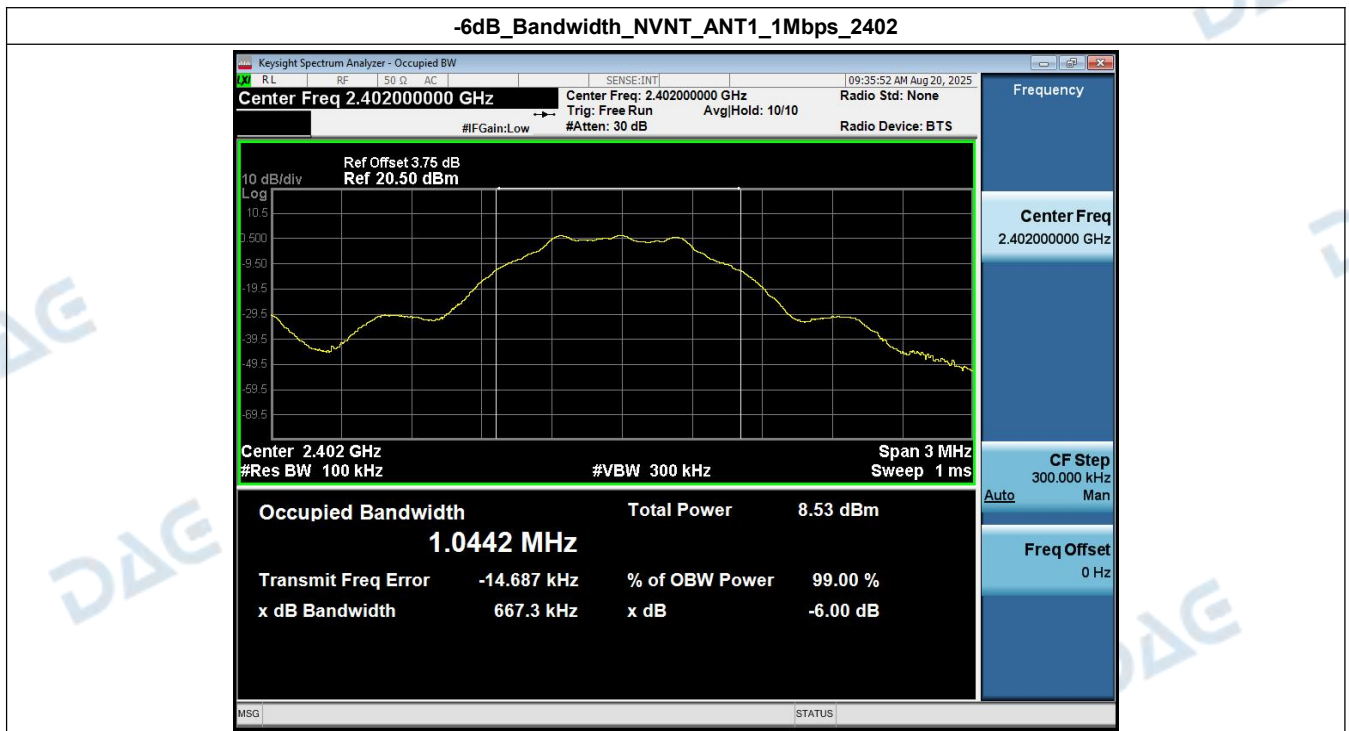 -6dB_Bandwidth_NVNT_ANT1_1Mbps_2402
Keysight Spectrum Analyzer - Occupied BW
LXI RL RF 50 Ω AC SENSE:INT 09:35:52 AM Aug 20, 2025
Center Freq 2.402000000 GHz
Center Freq: 2.402000000 GHz
Radio Std: None
Trig: Free Run
Avg|Hold: 10/10
#IFGain:Low
#Atten: 30 dB
Radio Device: BTS
Ref Offset 3.75 dB
10 dB/div
Ref 20.50 dBm
Log
10.5
0.500
-9.50
-19.5
-29.5
-39.5
-49.5
-59.5
-69.5
Center 2.402 GHz
Span 3 MHz
#Res BW 100 kHz
#VBW 300 kHz
Sweep 1 ms
Occupied Bandwidth
1.0442 MHz
Total Power 8.53 dBm
Transmit Freq Error -14.687 kHz
% of OBW Power 99.00 %
x dB Bandwidth 667.3 kHz
x dB -6.00 dB
MSG
STATUS
Frequency
Center Freq
2.402000000 GHz
CF Step
300.000 kHz
Auto Man
Freq Offset
0 Hz
DAE
DAE
DAE